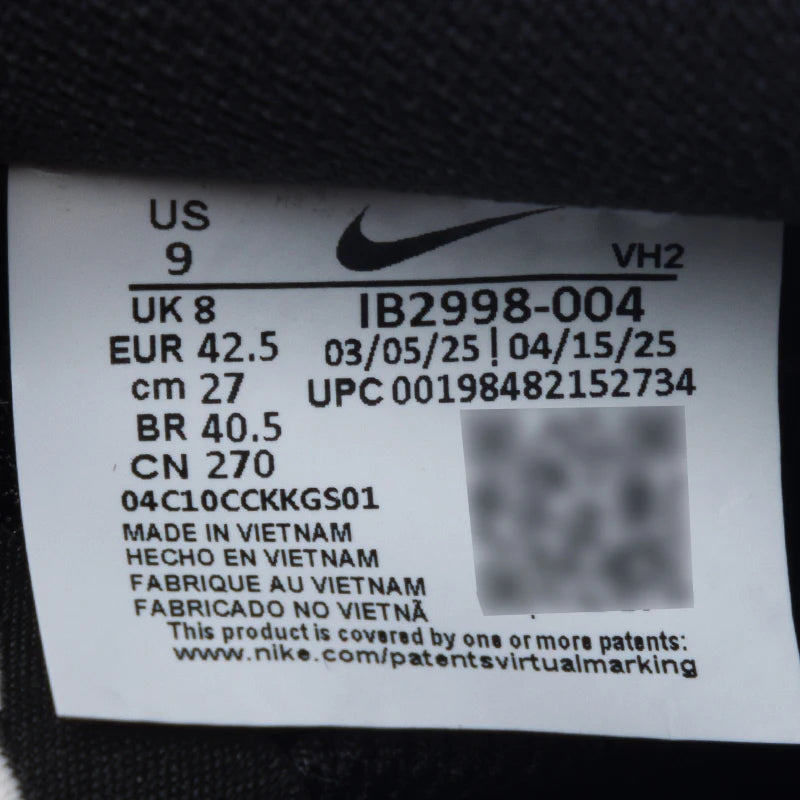 US
9
VH2
UK 8
IB2998-004
EUR 42.5
03/05/25 | 04/15/25
cm 27
UPC 00198482152734
BR 40.5
CN 270
04C10CCKKGS01
MADE IN VIETNAM
HECHO EN VIETNAM
FABRIQUE AU VIETNAM
FABRICADO NO VIETNÃ
This product is covered by one or more patents:
www.nike.com/patentsvirtualmarking